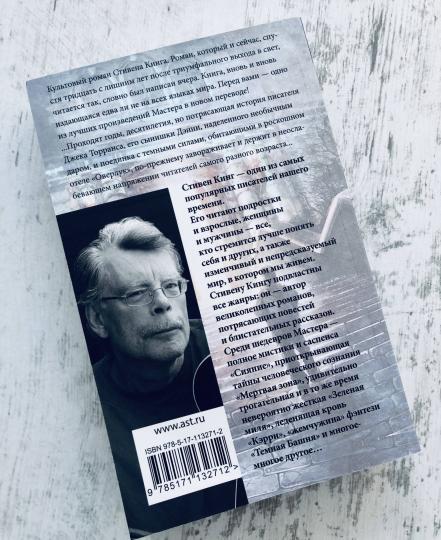 Культовый роман Стивена Кинга. Роман, который и сейчас, спу-
стя тридцать с лишним лет после триумфального выхода в свет,
читается так, словно был написан вчера. Книга, вновь и вновь
издающаяся едва ли не на всех языках мира. Перед вами — одно
из лучших произведений Мастера в новом переводе!
...Проходят годы, десятилетия, но потрясающая история писателя
Джека Торранса, его сынишки Дэнни, наделенного необычным
даром, и поединка с темными силами, обитающими в роскошном
отеле «Оверлук», по-прежнему завораживает и держит в неосла-
бевающем напряжении читателей самого разного возраста...
Стивен Кинг — один из самых
популярных писателей нашего
времени.
Его читают подростки
и взрослые, женщины
и мужчины — все,
кто стремится лучше понять
себя и других, а также
изменчивый и непредсказуемый
мир, в котором мы живем.
Стивену Кингу подвластны
все жанры: он — автор
великолепных романов,
потрясающих повестей
и блистательных рассказов.
Среди шедевров Мастера —
полное мистики и саспенса
«Сияние», приоткрывающая
тайны человеческого сознания
«Мертвая зона», удивительно
трогательная и в то же время
невероятно жесткая «Зеленая
миля», леденящая кровь
«Кэрри», «жемчужина» фэнтези
«Темная Башня» и многое-
многое другое...
www.ast.ru
ISBN 978-5-17-113271-2
9 785171 132712 >